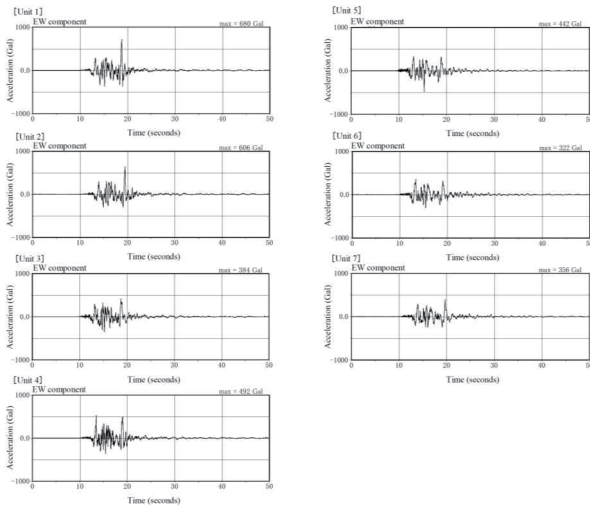 [Unit 1]
EW component max = 680 Gal
1000
0.0
-1000
Acceleration (Gal)
0 10 20 30 40 50
Time (seconds)
[Unit 2]
EW component max = 606 Gal
1000
0.0
-1000
Acceleration (Gal)
0 10 20 30 40 50
Time (seconds)
[Unit 3]
EW component max = 384 Gal
1000
0.0
-1000
Acceleration (Gal)
0 10 20 30 40 50
Time (seconds)
[Unit 4]
EW component max = 492 Gal
1000
0.0
-1000
Acceleration (Gal)
0 10 20 30 40 50
Time (seconds)
[Unit 5]
EW component max = 442 Gal
1000
0.0
-1000
Acceleration (Gal)
0 10 20 30 40 50
Time (seconds)
[Unit 6]
EW component max = 322 Gal
1000
0.0
-1000
Acceleration (Gal)
0 10 20 30 40 50
Time (seconds)
[Unit 7]
EW component max = 356 Gal
1000
0.0
-1000
Acceleration (Gal)
0 10 20 30 40 50
Time (seconds)